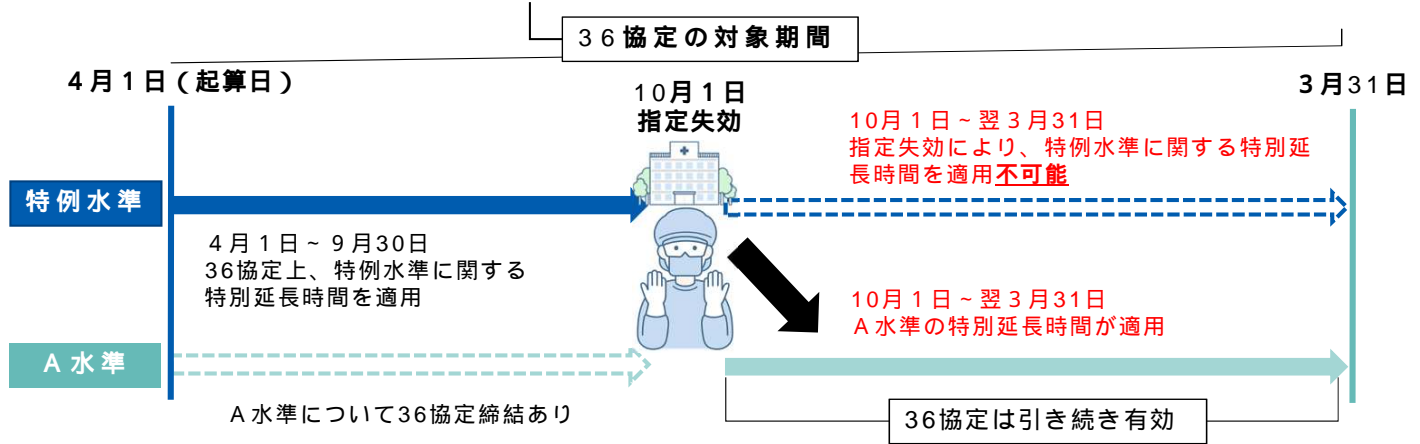 36協定の対象期間
4月1日(起算日)
10月1日
指定失効
3月31日
10月1日~翌3月31日
指定失効により、特例水準に関する特別延
長時間を適用不可能
特例水準
4月1日~9月30日
36協定上、特例水準に関する
特別延長時間を適用
10月1日~翌3月31日
A水準の特別延長時間が適用
A水準
A水準について36協定締結あり
36協定は引き続き有効